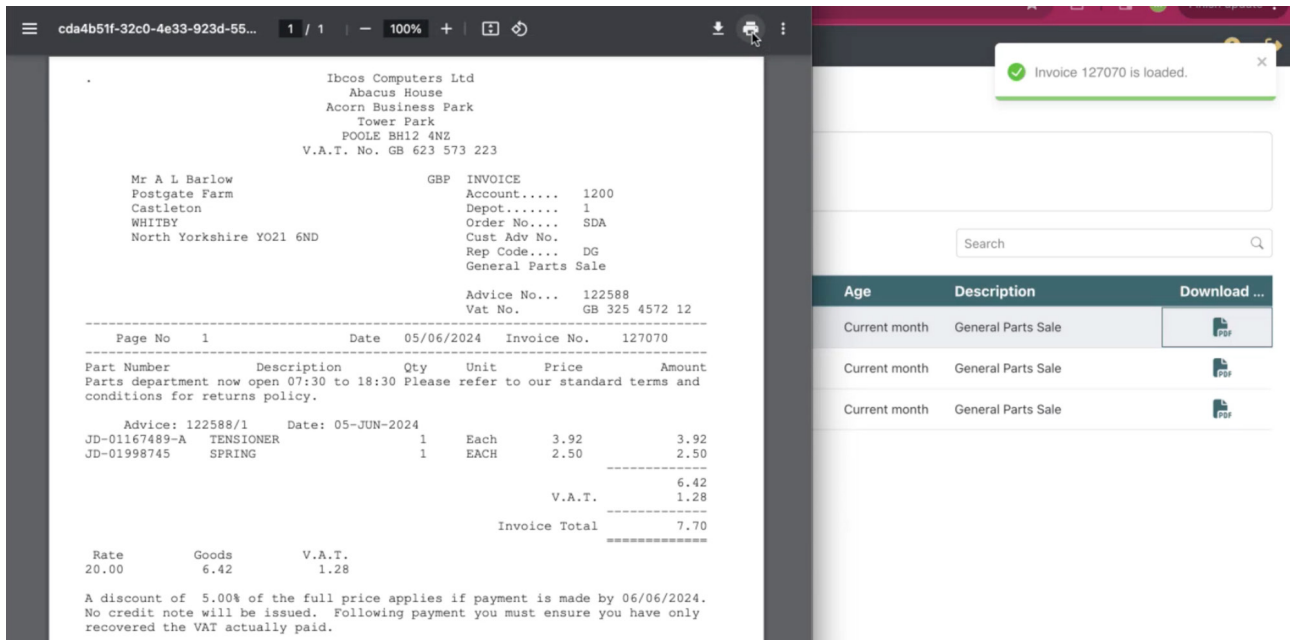 cda4b51f-32c0-4e33-923d-55... 1 / 1 | − 100% +
.
Ibcos Computers Ltd
Abacus House
Acorn Business Park
Tower Park
POOLE BH12 4NZ
V.A.T. No. GB 623 573 223
Mr A L Barlow GBP INVOICE
Postgate Farm Account..... 1200
Castleton Depot....... 1
WHITBY Order No.... SDA
North Yorkshire YO21 6ND Cust Adv No.
Rep Code.... DG
General Parts Sale
Advice No... 122588
Vat No. GB 325 4572 12
Page No 1 Date 05/06/2024 Invoice No. 127070
Part Number Description Qty Unit Price Amount
Parts department now open 07:30 to 18:30 Please refer to our standard terms and
conditions for returns policy.
Advice: 122588/1 Date: 05-JUN-2024
JD-01167489-A TENSIONER 1 Each 3.92 3.92
JD-01998745 SPRING 1 EACH 2.50 2.50
6.42
V.A.T. 1.28
Invoice Total 7.70
Rate Goods V.A.T.
20.00 6.42 1.28
A discount of 5.00% of the full price applies if payment is made by 06/06/2024.
No credit note will be issued. Following payment you must ensure you have only
recovered the VAT actually paid.
Invoice 127070 is loaded.
Search
Age Description Download ...
Current month General Parts Sale PDF
Current month General Parts Sale PDF
Current month General Parts Sale PDF